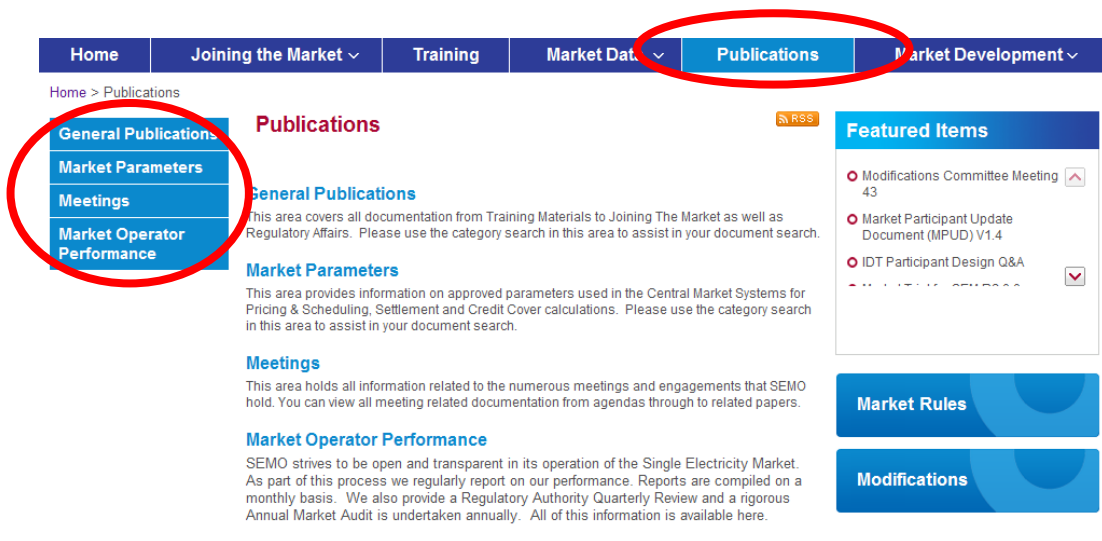 Home
Joining the Market
Training
Market Data
Publications
Market Development
Home > Publications
General Publications
Market Parameters
Meetings
Market Operator
Performance
Publications
RSS
General Publications
This area covers all documentation from Training Materials to Joining The Market as well as
Regulatory Affairs. Please use the category search in this area to assist in your document search.
Market Parameters
This area provides information on approved parameters used in the Central Market Systems for
Pricing & Scheduling, Settlement and Credit Cover calculations. Please use the category search
in this area to assist in your document search.
Meetings
This area holds all information related to the numerous meetings and engagements that SEMO
hold. You can view all meeting related documentation from agendas through to related papers.
Market Operator Performance
SEMO strives to be open and transparent in its operation of the Single Electricity Market.
As part of this process we regularly report on our performance. Reports are compiled on a
monthly basis. We also provide a Regulatory Authority Quarterly Review and a rigorous
Annual Market Audit is undertaken annually. All of this information is available here.
Featured Items
Modifications Committee Meeting
43
Market Participant Update
Document (MPUD) V1.4
IDT Participant Design Q&A
Market Rules
Modifications